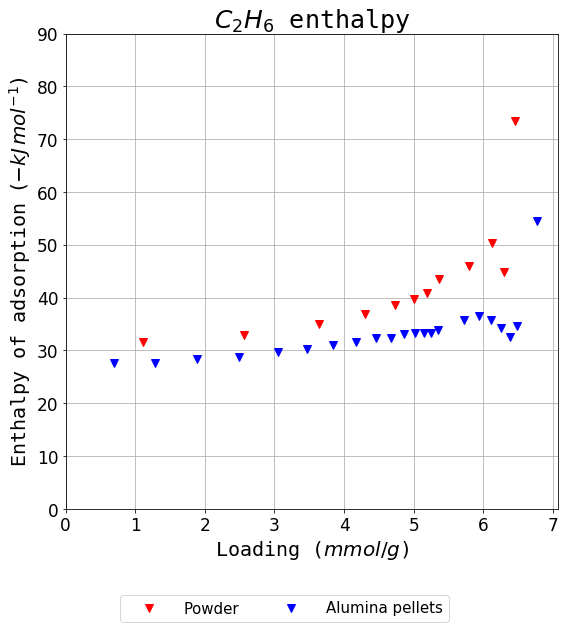 C₂H₆ enthalpy
Enthalpy of adsorption (−kJ mol⁻¹)
90
80
70
60
50
40
30
20
10
0
0 1 2 3 4 5 6 7
Loading (mmol/g)
Powder Alumina pellets